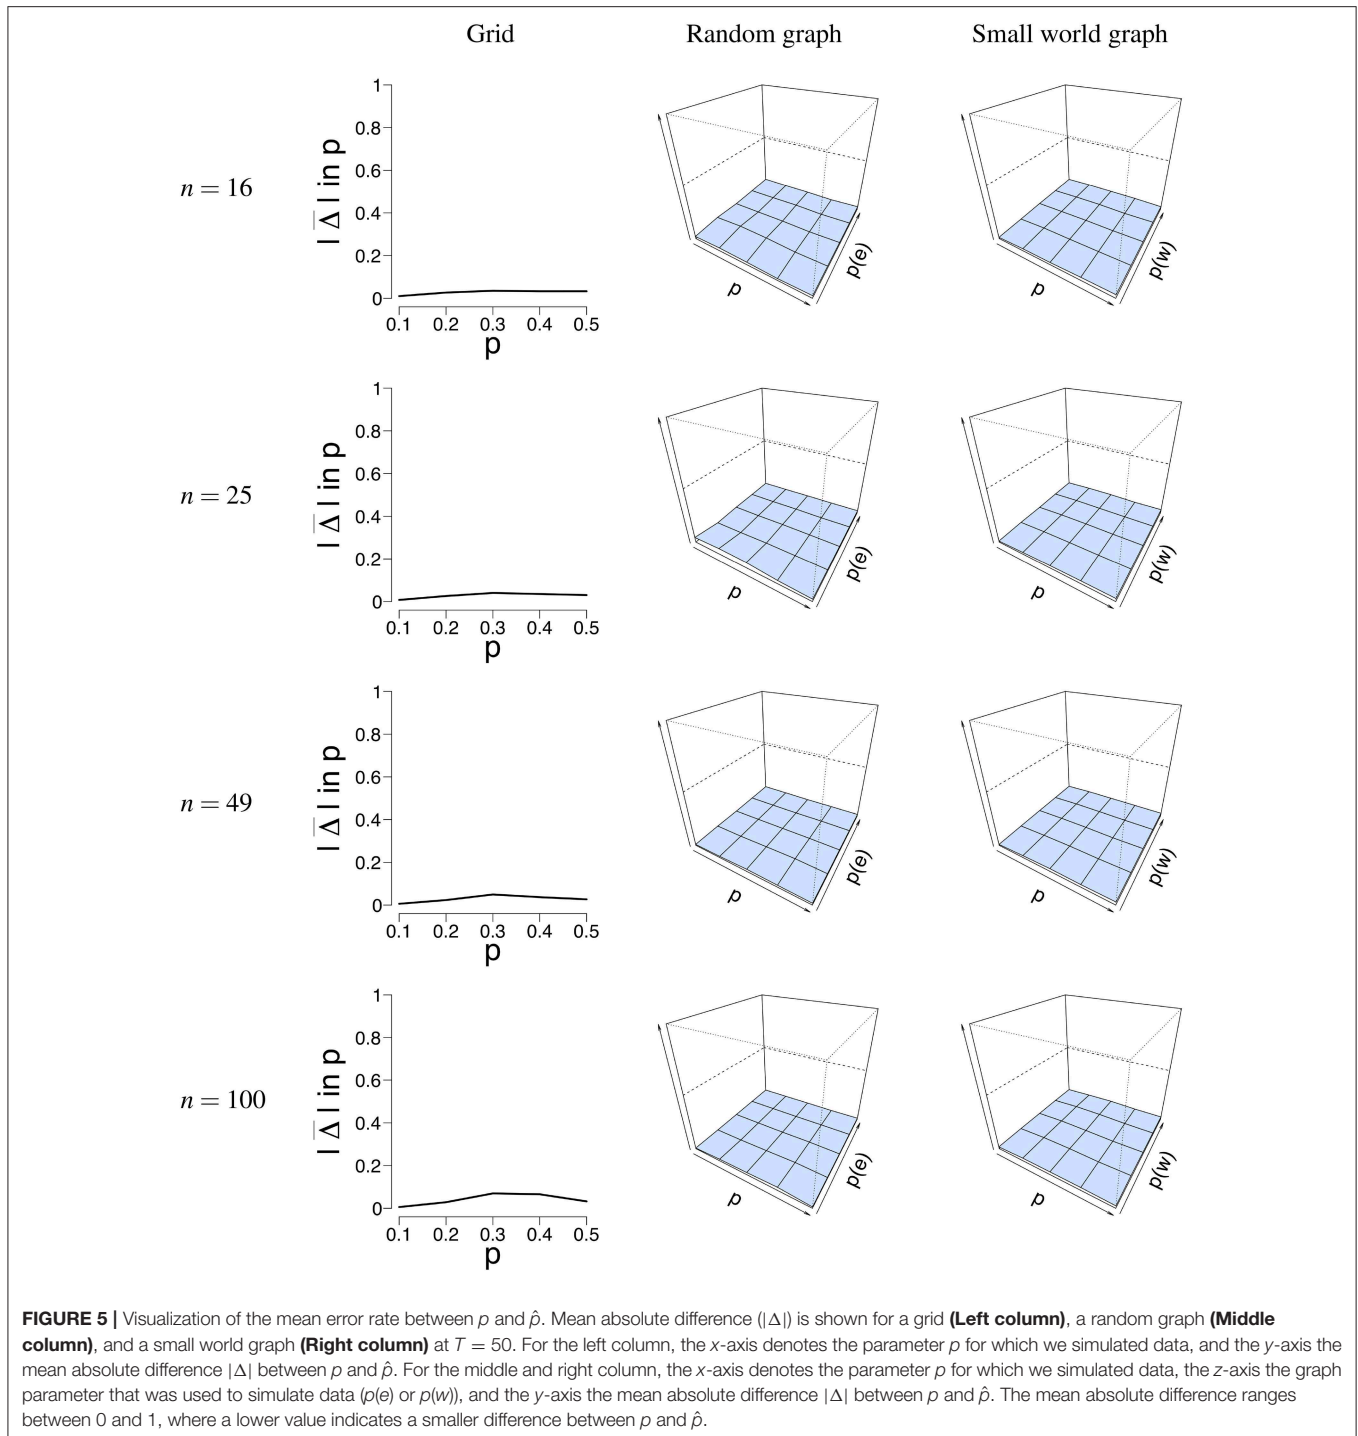 Grid Random graph Small world graph
n = 16
| Δ̅ | in p
1
0.8
0.6
0.4
0.2
0
0.1 0.2 0.3 0.4 0.5
p
p
p(e)
p
p(w)
n = 25
| Δ̅ | in p
1
0.8
0.6
0.4
0.2
0
0.1 0.2 0.3 0.4 0.5
p
p
p(e)
p
p(w)
n = 49
| Δ̅ | in p
1
0.8
0.6
0.4
0.2
0
0.1 0.2 0.3 0.4 0.5
p
p
p(e)
p
p(w)
n = 100
| Δ̅ | in p
1
0.8
0.6
0.4
0.2
0
0.1 0.2 0.3 0.4 0.5
p
p
p(e)
p
p(w)
FIGURE 5 | Visualization of the mean error rate between p and p̂. Mean absolute difference (|Δ|) is shown for a grid (Left column), a random graph (Middle
column), and a small world graph (Right column) at T = 50. For the left column, the x-axis denotes the parameter p for which we simulated data, and the y-axis the
mean absolute difference |Δ| between p and p̂. For the middle and right column, the x-axis denotes the parameter p for which we simulated data, the z-axis the graph
parameter that was used to simulate data (p(e) or p(w)), and the y-axis the mean absolute difference |Δ| between p and p̂. The mean absolute difference ranges
between 0 and 1, where a lower value indicates a smaller difference between p and p̂.